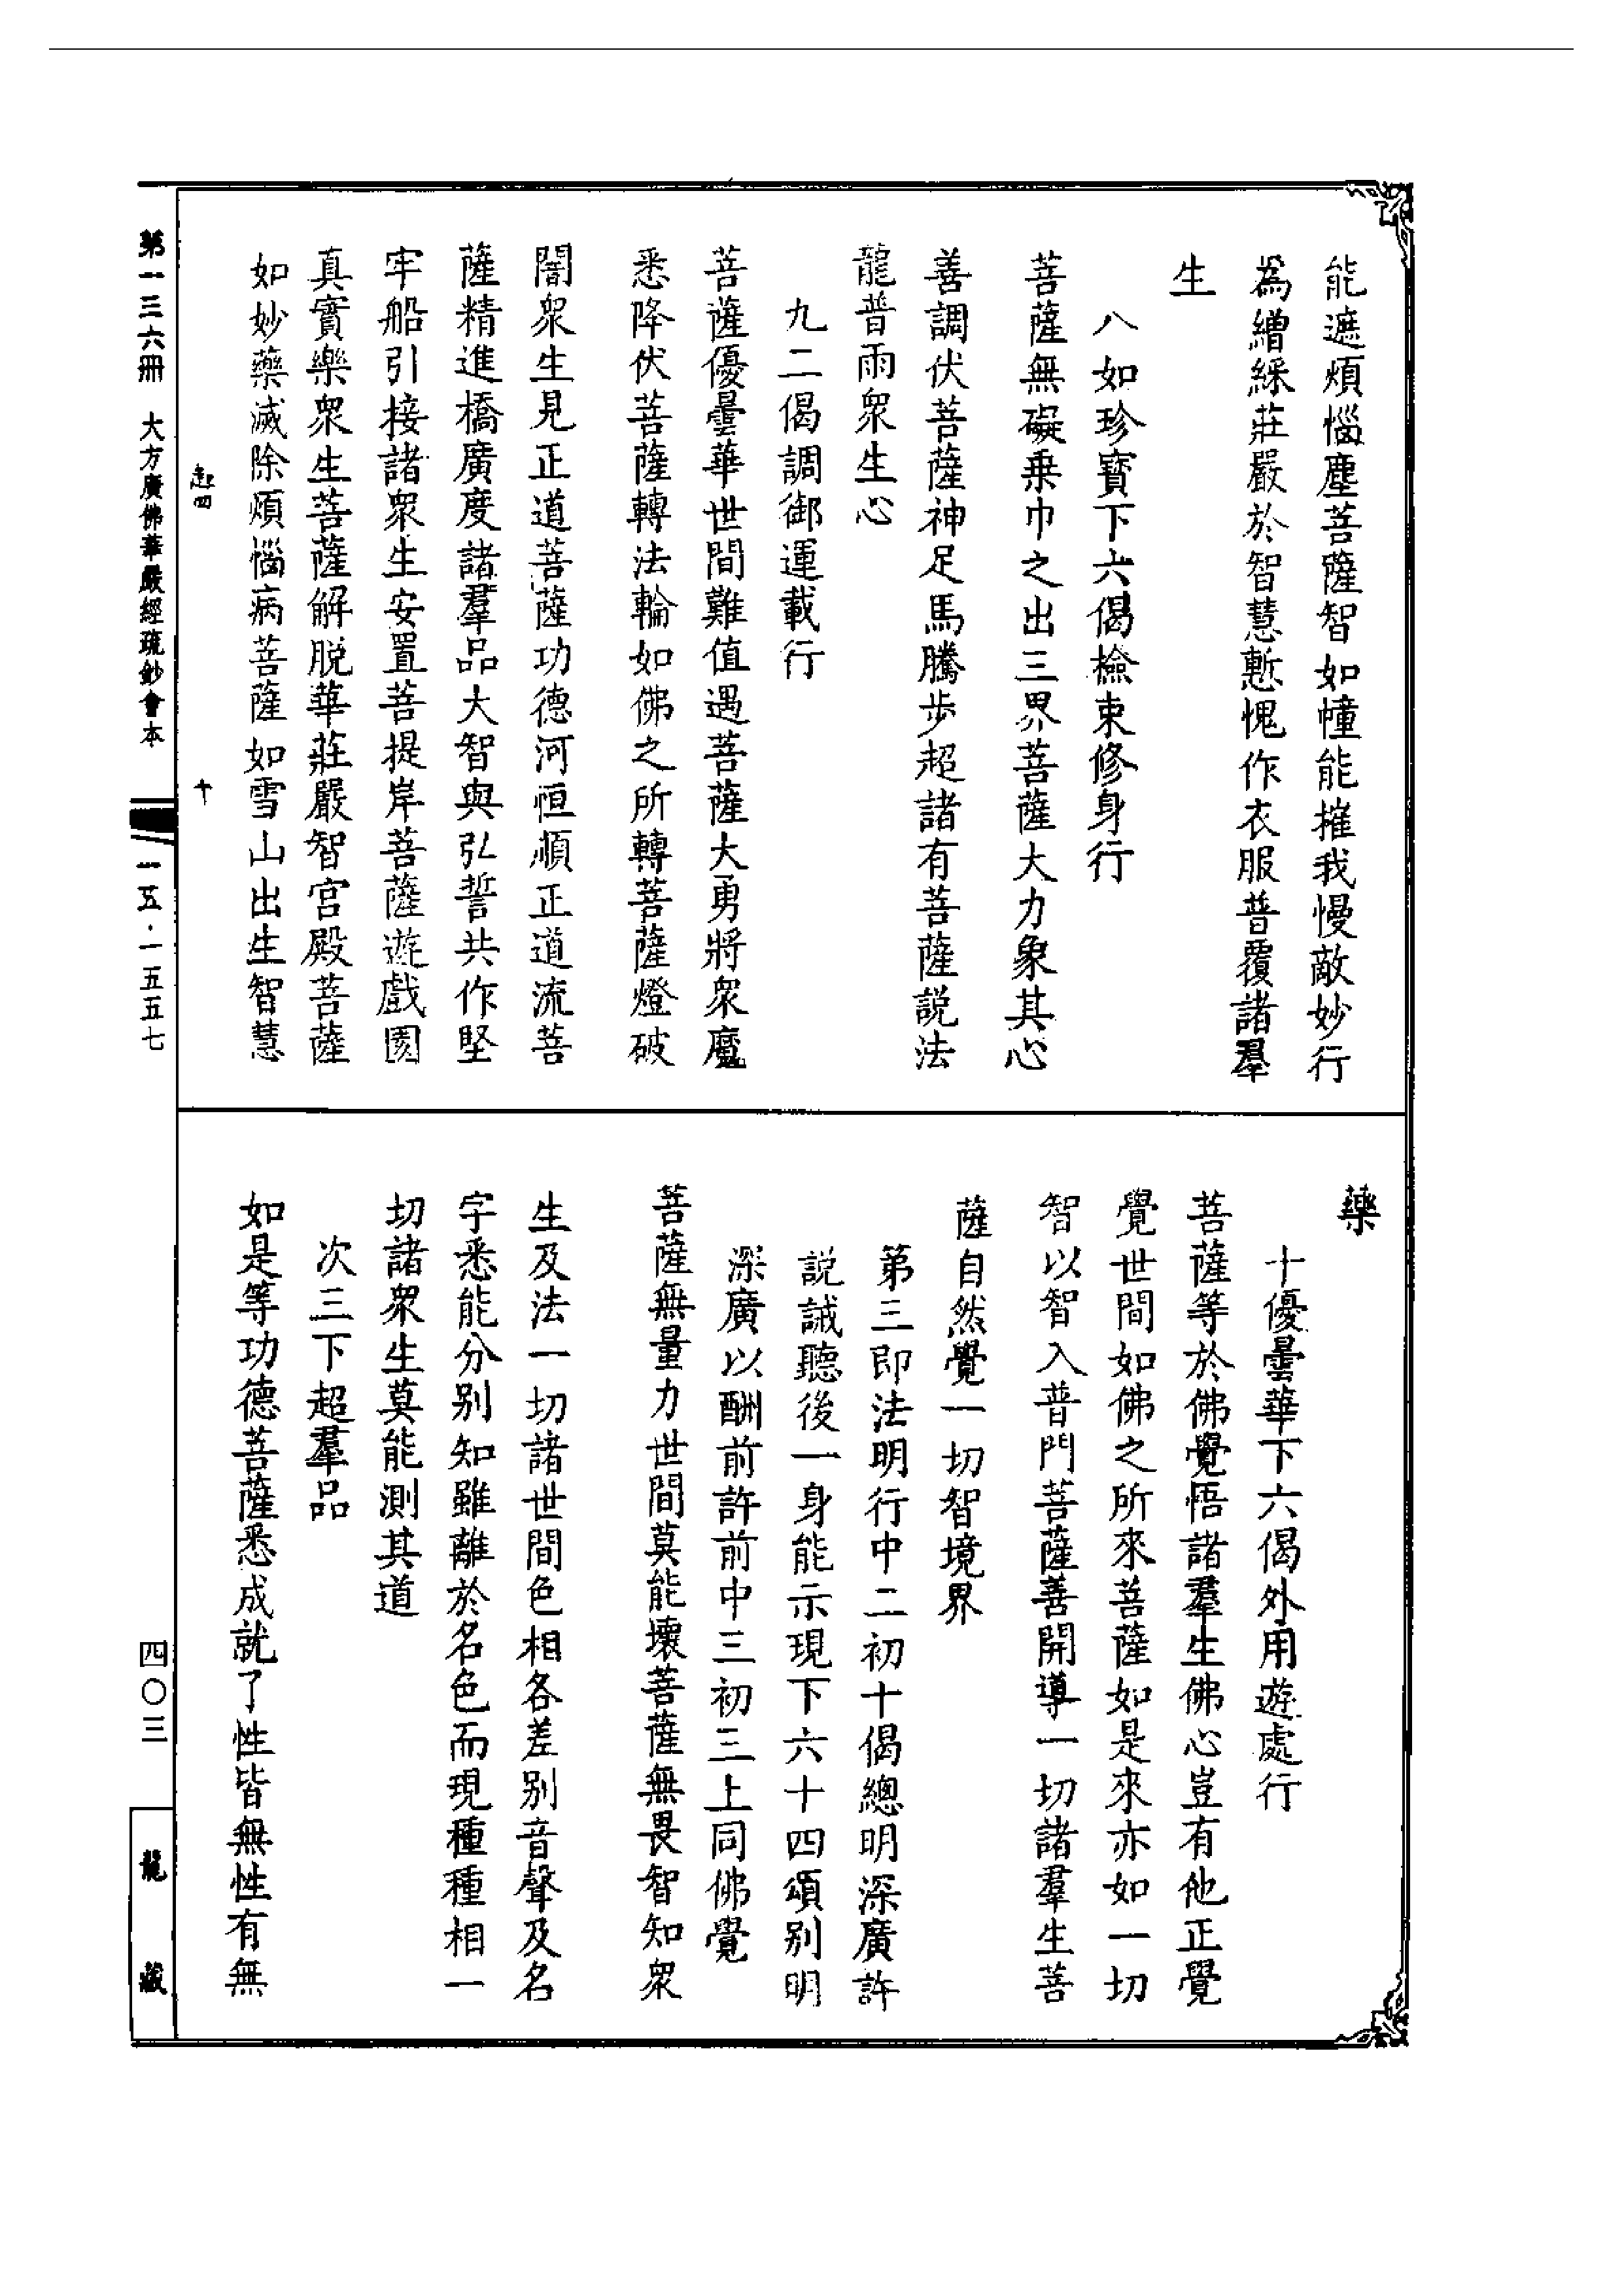 能遮煩惱塵菩薩智如幢能摧我慢敵妙行
為繒綵莊嚴於智慧慙愧作衣服普覆諸羣
生
八如珍寶下六偈檢束修身行
菩薩無礙乗巾之出三界菩薩大力象其心
善調伏菩薩神足馬騰步超諸有菩薩説法
龍普雨衆生心
九二偈調御運載行
菩薩優曇華世間難值遇菩薩大勇將衆魔
悉降伏菩薩轉法輪如佛之所轉菩薩燈破
闇衆生見正道菩薩功德河恒順正道流菩
薩精進橋廣度諸羣品大智與弘誓共作堅
牢船引接諸衆生安置菩提岸菩薩遊戲園
真實樂衆生菩薩解脱華莊嚴智宫殿菩薩
如妙藥滅除煩惱病菩薩如雪山出生智慧
起四 十
藥
十優曇華下六偈外用遊處行
菩薩等於佛覺悟諸羣生佛心豈有他正覺
覺世間如佛之所來菩薩如是來亦如一切
智以智入普門菩薩善開導一切諸羣生菩
薩自然覺一切智境界
第三即法明行中二初十偈總明深廣許
説誡聽後一身能示現下六十四頌别明
深廣以酬前許前中三初三上同佛覺
菩薩無量力世間莫能壞菩薩無畏智知衆
生及法一切諸世間色相各差别音聲及名
字悉能分别知雖離於名色而現種種相一
切諸衆生莫能測其道
次三下超羣品
如是等功德菩薩悉成就了性皆無性有無
第一三六冊 大方廣佛華嚴經疏鈔會本 一五·一五五七
四〇三 龍藏